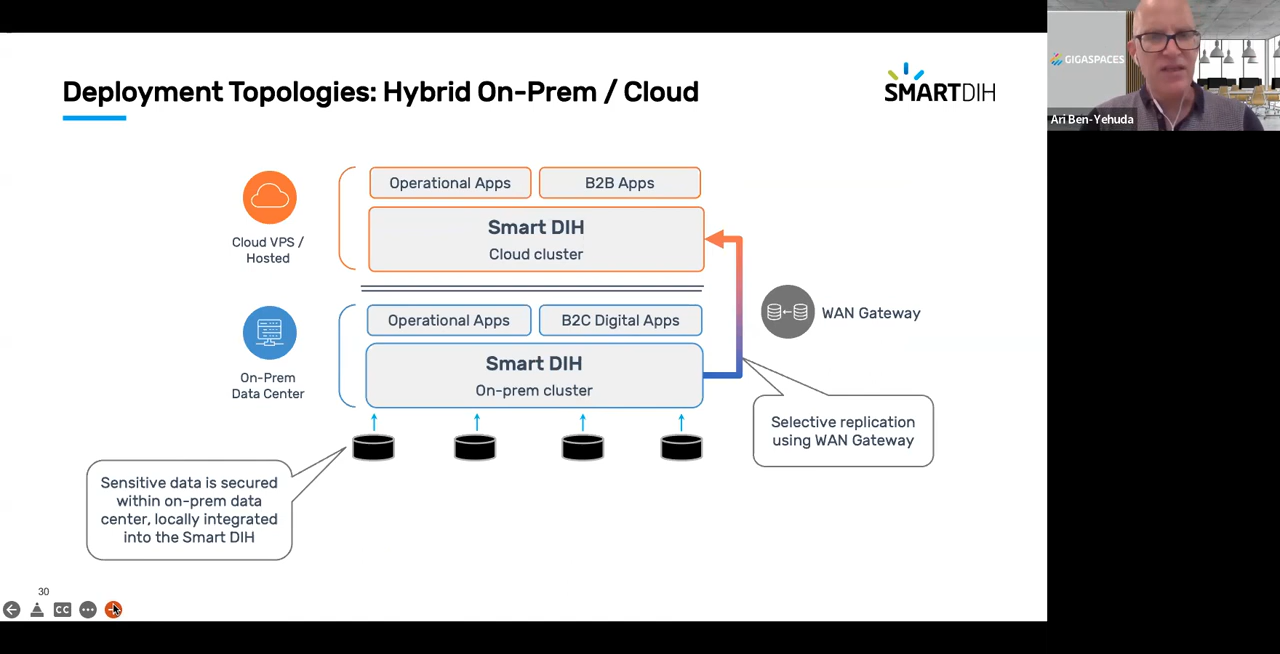 Deployment Topologies: Hybrid On-Prem / Cloud
SMARTDIH
GIGASPACES
Ari Ben-Yehuda
Operational Apps
B2B Apps
Smart DIH
Cloud cluster
Cloud VPS /
Hosted
Operational Apps
B2C Digital Apps
Smart DIH
On-prem cluster
On-Prem
Data Center
WAN Gateway
Selective replication
using WAN Gateway
Sensitive data is secured
within on-prem data
center, locally integrated
into the Smart DIH
30
CC